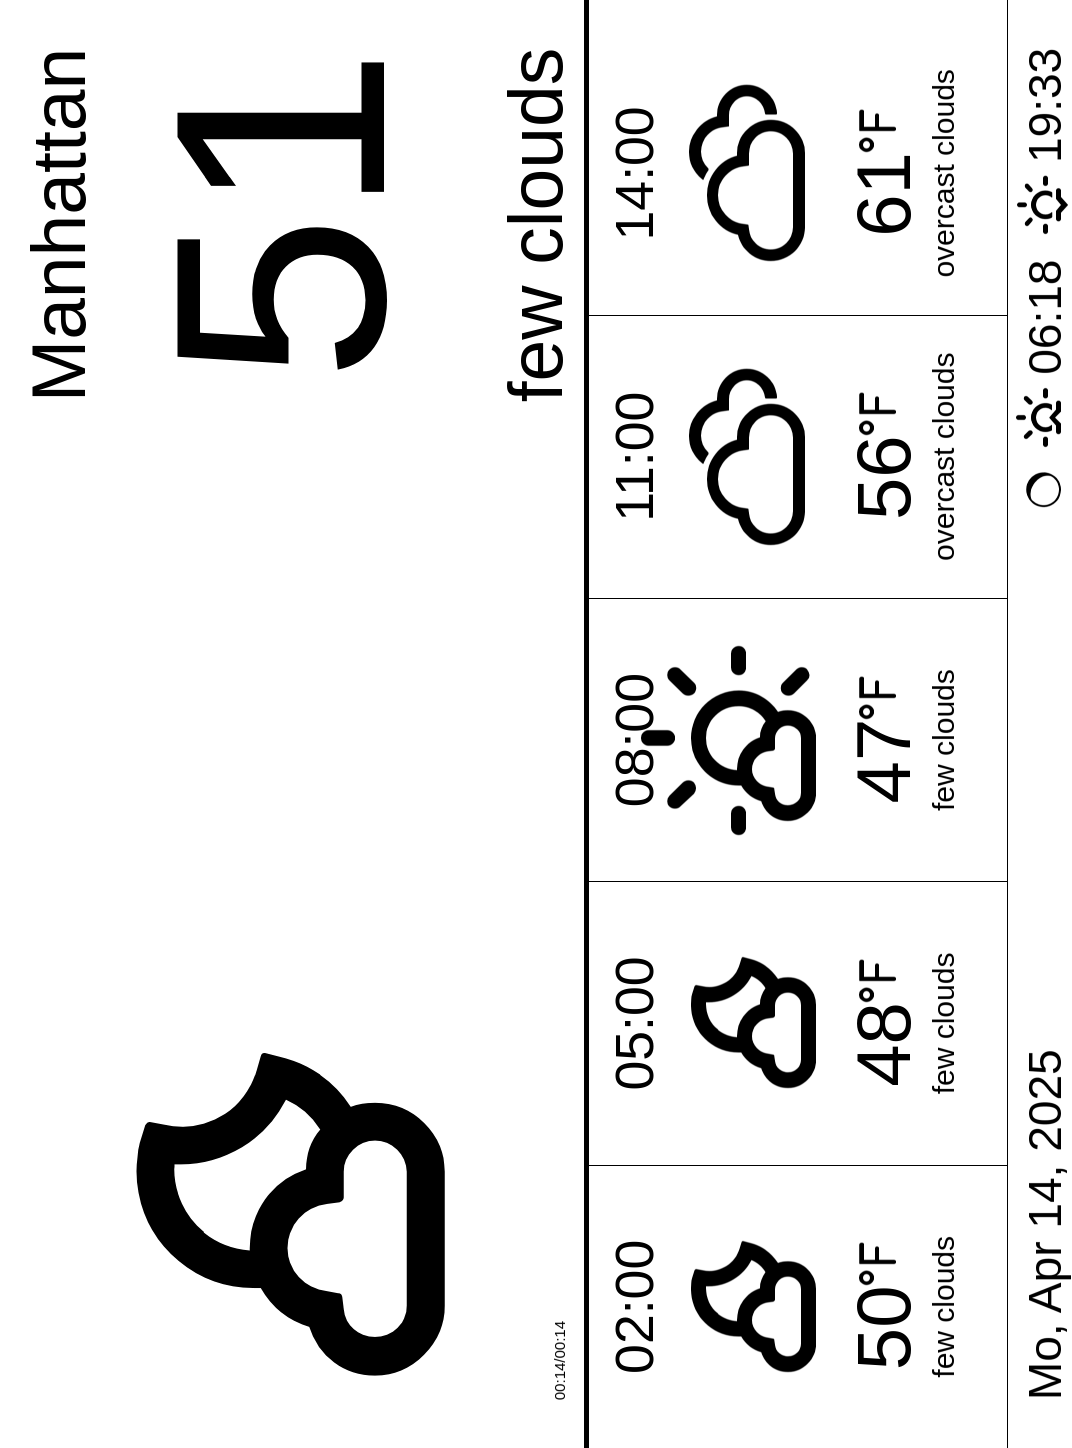 Manhattan
51
few clouds
00:14/00:14
02:00
50°F
few clouds
05:00
48°F
few clouds
08:00
47°F
few clouds
11:00
56°F
overcast clouds
14:00
61°F
overcast clouds
Mo, Apr 14, 2025
06:18
19:33